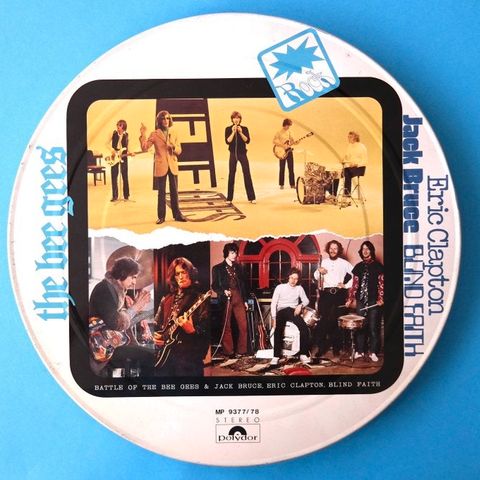 Rock
the bee gees
Eric Clapton
Jack Bruce BLIND FAITH
BATTLE OF THE BEE GEES & JACK BRUCE, ERIC CLAPTON, BLIND FAITH
MP 9377/78
STEREO
polydor